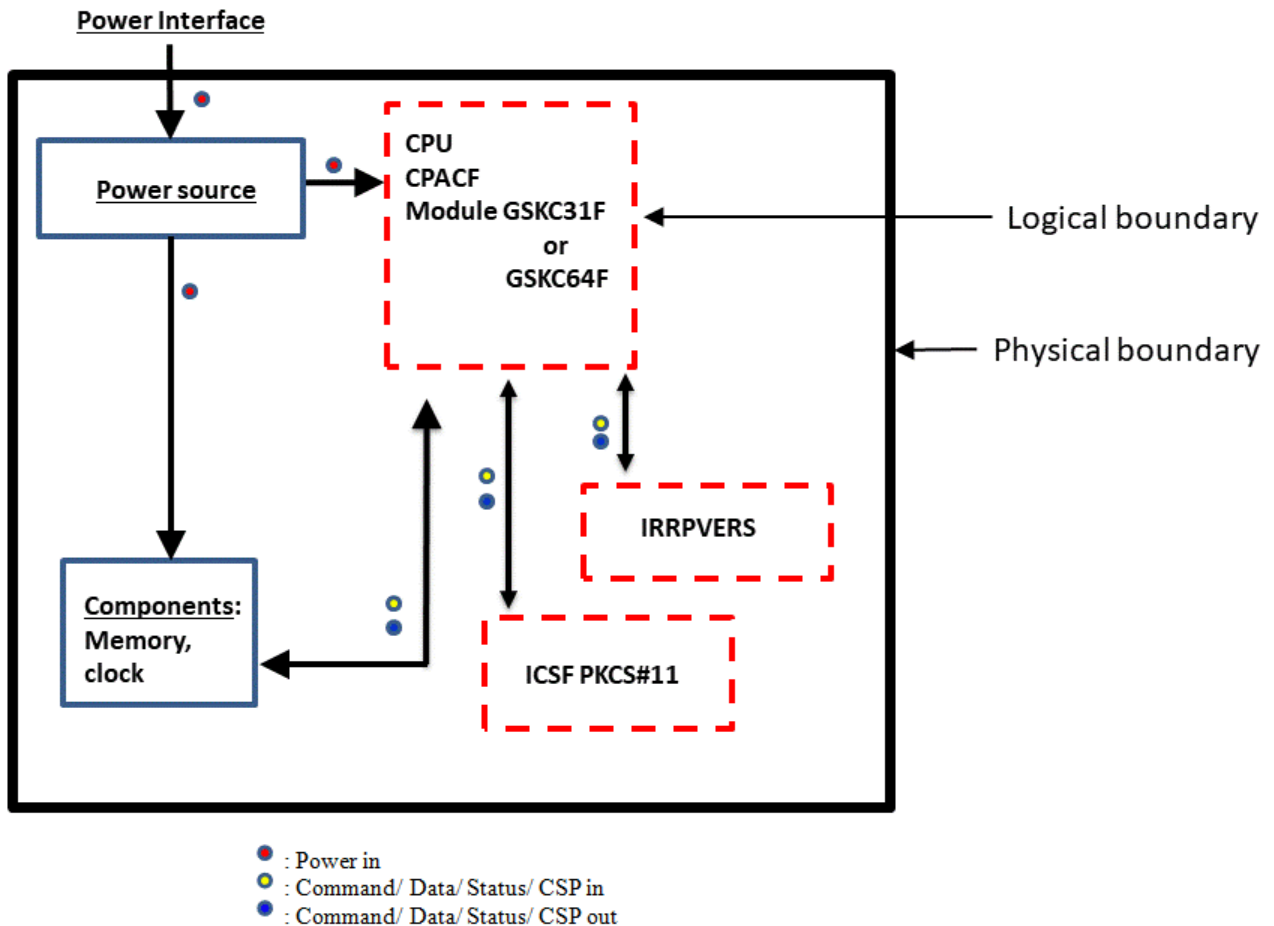 Power Interface
Power source
CPU
CPACF
Module GSKC31F
or
GSKC64F
Logical boundary
Physical boundary
IRRPVERS
Components:
Memory,
clock
ICSF PKCS#11
: Power in
: Command/ Data/ Status/ CSP in
: Command/ Data/ Status/ CSP out